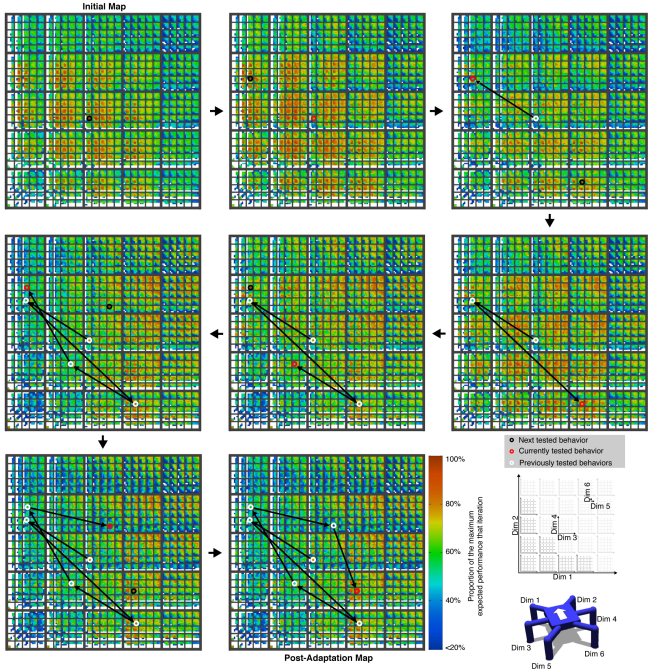 Initial Map
Next tested behavior
Currently tested behavior
Previously tested behaviors
100%
80%
60%
40%
<20%
Proportion of the maximum
expected performance that iteration
Dim 2
Dim 6
Dim 5
Dim 4
Dim 3
Dim 1
Dim 1
Dim 2
Dim 4
Dim 3
Dim 6
Dim 5
Post-Adaptation Map